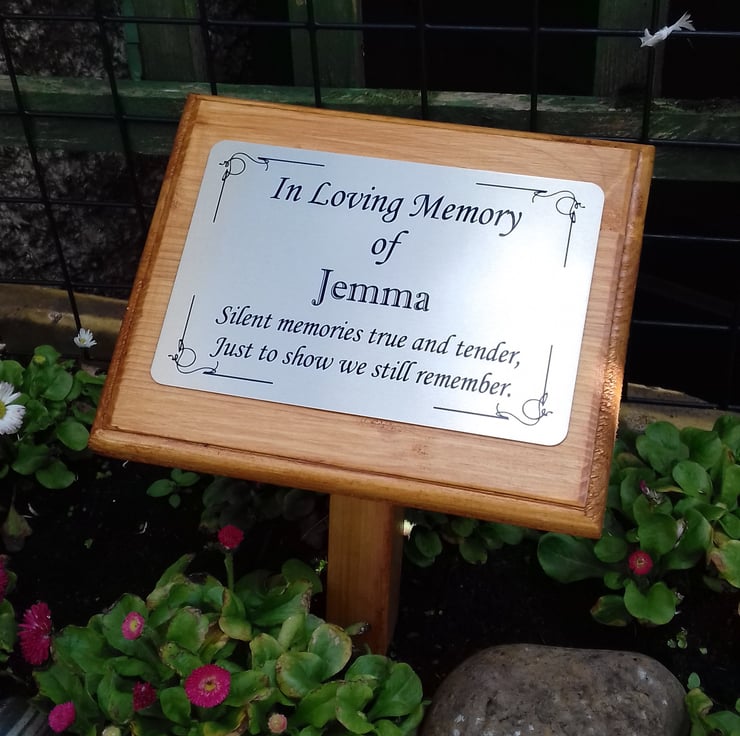 In Loving Memory
of
Jemma
Silent memories true and tender,
Just to show we still remember.